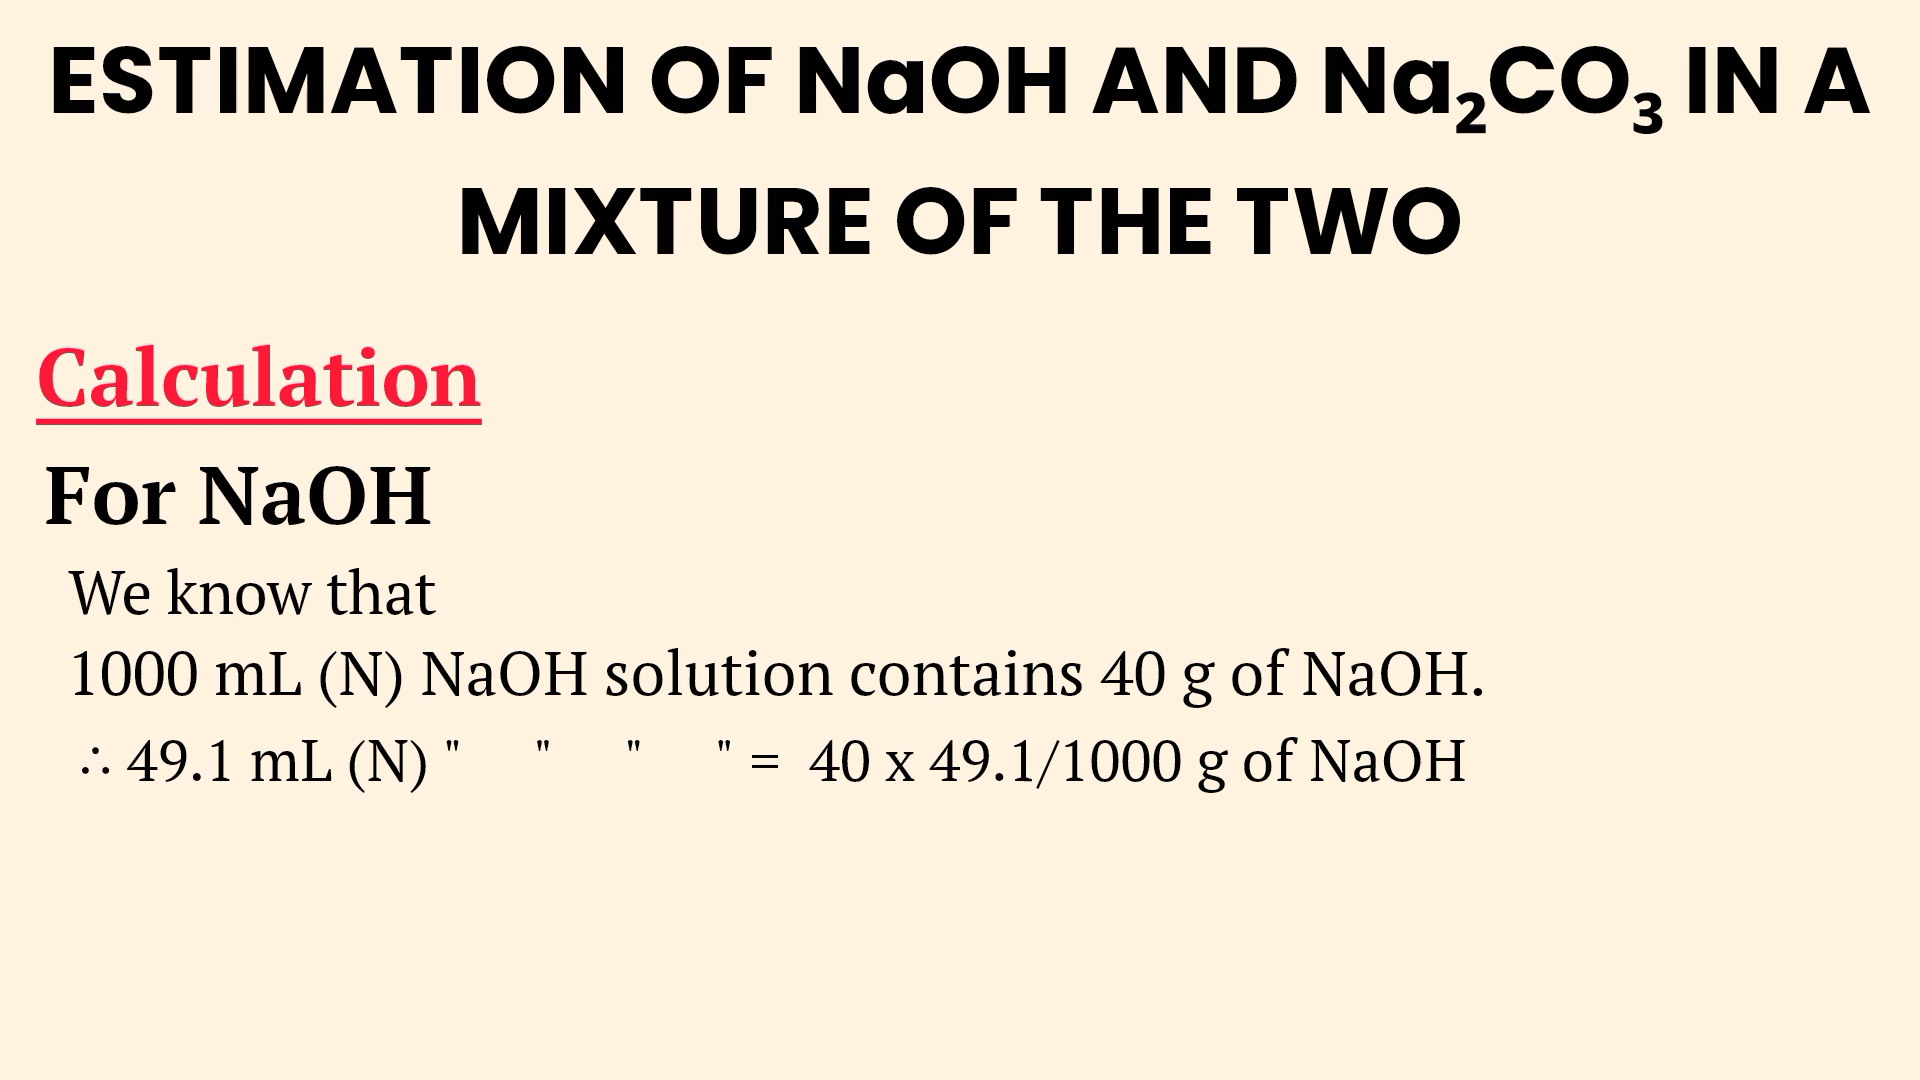 ESTIMATION OF NaOH AND Na₂CO₃ IN A
MIXTURE OF THE TWO
Calculation
For NaOH
We know that
1000 mL (N) NaOH solution contains 40 g of NaOH.
∴ 49.1 mL (N) " " " " = 40 x 49.1/1000 g of NaOH